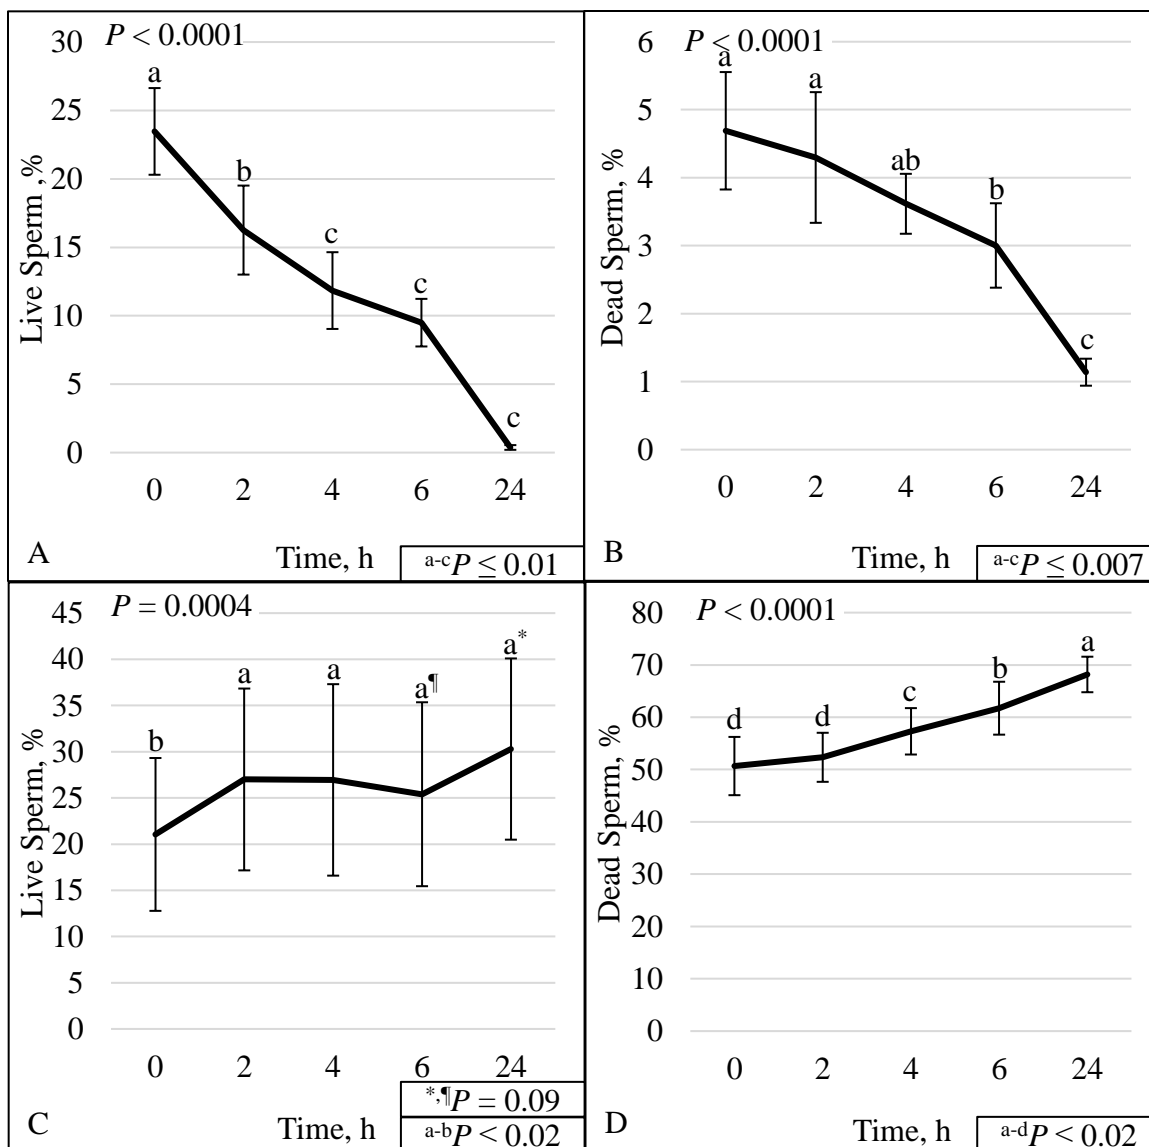 P < 0.0001
30
25
20
15
10
5
0
Live Sperm ,%
a
b
c
c
c
0 2 4 6 24
A
Time, h
a-cP ≤ 0.01
P < 0.0001
6
5
4
3
2
1
0
Dead Sperm, %
a
a
ab
b
c
0 2 4 6 24
B
Time, h
a-cP ≤ 0.007
P = 0.0004
45
40
35
30
25
20
15
10
5
0
Live Sperm, %
b
a
a
a¶
a*
0 2 4 6 24
*,¶P = 0.09
C
Time, h
a-bP < 0.02
P < 0.0001
80
70
60
50
40
30
20
10
0
Dead Sperm, %
d
d
c
b
a
0 2 4 6 24
D
Time, h
a-dP < 0.02